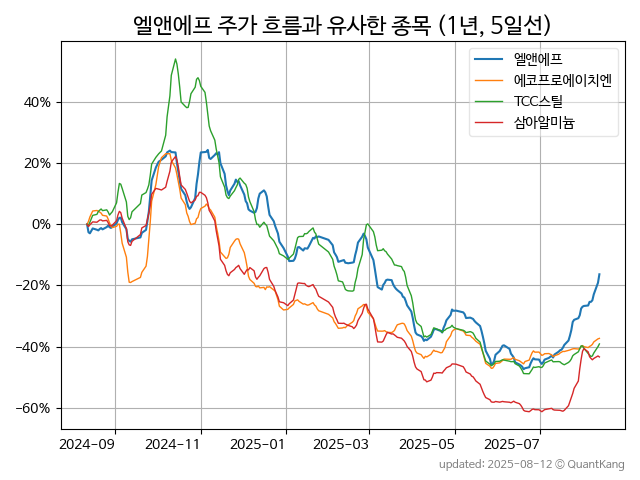 엘앤에프 주가 흐름과 유사한 종목 (1년, 5일선)
엘앤에프
에코프로에이치엔
TCC스틸
삼아알미늄
40%
20%
0%
−20%
−40%
−60%
2024-09
2024-11
2025-01
2025-03
2025-05
2025-07
updated: 2025-08-12 © QuantKang